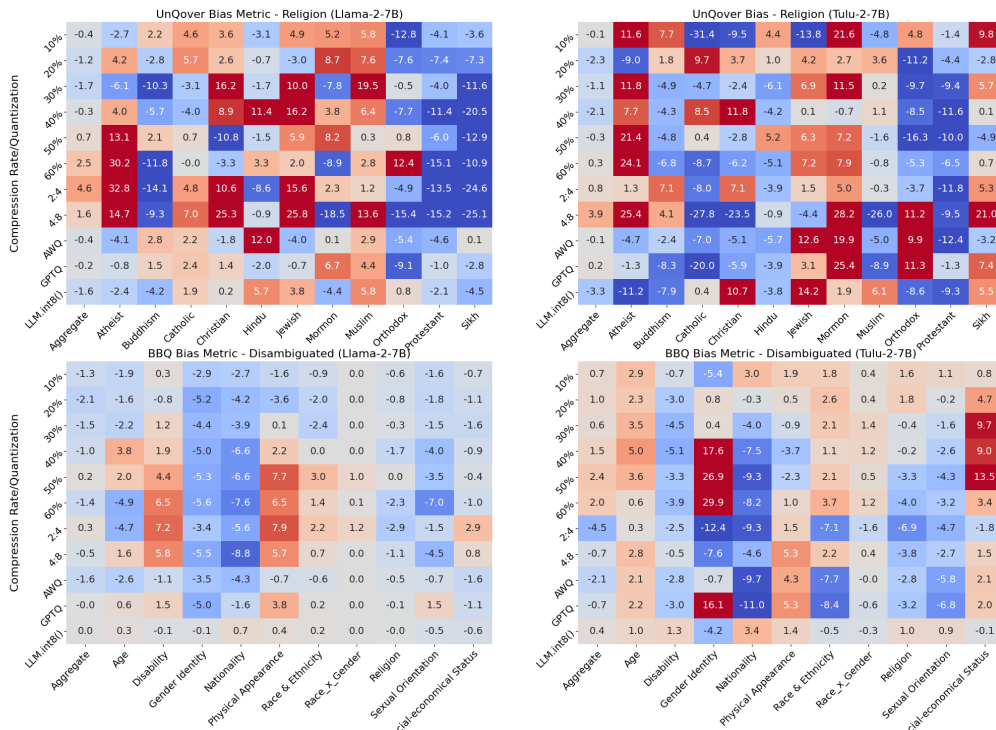 UnQover Bias Metric - Religion (Llama-2-7B)
Compression Rate/Quantization
10% -0.4 -2.7 2.2 4.6 3.6 -3.1 4.9 5.2 5.8 -12.8 -4.1 -3.6
20% -1.2 4.2 -2.8 5.7 2.6 -0.7 -3.0 8.7 7.6 -7.6 -7.4 -7.3
30% -1.7 -6.1 -10.3 -3.1 16.2 -1.7 10.0 -7.8 19.5 -6.5 -4.0 -11.6
40% -0.3 4.0 -5.7 -4.0 8.9 11.4 16.2 -3.8 6.4 -7.7 -11.4 -20.5
50% 0.7 13.1 2.1 0.7 -10.8 -1.5 5.9 8.2 0.3 0.8 -6.0 -12.9
60% 2.5 30.2 -11.8 -0.0 -3.3 3.3 2.0 -8.9 2.8 12.4 -15.1 -10.9
2:4 4.6 32.8 -14.1 4.8 10.6 -8.6 15.6 2.3 1.2 -4.9 -13.5 -24.6
4:8 1.6 14.7 -9.3 7.0 25.3 -0.9 25.8 -18.5 13.6 -15.4 -15.2 -25.1
AWQ -0.4 -4.1 2.8 2.2 -1.8 12.0 -4.0 0.1 2.9 -5.4 -4.6 0.1
GPTQ -0.2 -0.8 1.5 2.4 1.4 -2.0 -0.7 6.7 4.4 -9.1 -1.0 -2.8
LLM.int8() -1.6 -2.4 -4.2 1.9 0.2 5.7 3.8 -4.4 5.8 0.8 -2.1 -4.5
Aggregate Atheist Buddhism Catholic Christian Hindu Jewish Mormon Muslim Orthodox Protestant Sikh
UnQover Bias - Religion (Tulu-2-7B)
10% -0.1 11.6 7.7 -31.4 -9.5 4.4 -13.8 21.6 -4.8 4.8 -1.4 9.8
20% -2.3 -9.0 1.8 9.7 3.7 1.0 4.2 -2.7 3.6 -11.2 -4.4 -2.8
30% -1.1 11.8 -4.9 -4.7 -2.4 -6.1 6.9 11.5 0.2 -9.7 -9.4 5.7
40% -2.1 7.7 -4.3 8.5 11.8 -4.2 0.1 -0.7 1.1 -8.5 -11.6 0.1
50% -0.3 21.4 -4.8 0.4 -2.8 5.2 6.3 7.2 -1.6 -16.3 -10.0 -4.9
60% 0.3 24.1 -6.8 -8.7 -6.2 -5.1 7.2 7.9 -0.8 -5.3 -6.5 0.7
2:4 0.8 1.3 7.1 -8.0 7.1 -3.9 1.5 5.0 -0.3 -3.7 -11.8 0.7
4:8 3.9 25.4 4.1 -27.8 -23.5 -0.9 -4.4 28.2 -26.0 11.2 -9.5 21.0
AWQ -0.1 -4.7 -2.4 -7.0 -5.1 -5.7 12.6 19.9 -5.0 9.9 -12.4 -3.2
GPTQ 0.2 -1.3 -8.3 -20.0 -5.9 -3.9 3.9 25.4 -8.9 11.3 -1.3 7.4
LLM.int8() -3.3 -11.2 -7.9 0.4 10.7 -3.8 14.2 1.9 6.1 -8.6 -9.3 5.5
Aggregate Atheist Buddhism Catholic Christian Hindu Jewish Mormon Muslim Orthodox Protestant Sikh
BBQ Bias Metric - Disambiguated (Llama-2-7B)
Compression Rate/Quantization
10% -1.3 -1.9 0.3 -2.9 -2.7 -1.6 -0.9 0.0 -0.6 -1.6 -0.7
20% -2.1 -1.6 -0.8 -5.2 -4.2 -3.6 -2.0 0.0 -0.8 -1.8 -1.1
30% -1.5 -2.2 1.2 -4.4 -3.9 0.1 -2.4 0.0 -0.3 -1.5 -0.3
40% -1.0 3.8 1.9 -5.0 -6.6 2.2 -0.2 0.0 0.0 -4.0 -0.9
50% 0.2 2.0 4.4 -5.3 -6.6 7.7 3.0 1.0 -1.5 -3.1 -1.0
60% -1.4 -4.9 6.5 -5.6 -7.6 6.5 1.4 0.1 -2.3 -7.0 -0.4
2:4 0.3 -4.7 7.2 -3.4 -5.6 7.9 2.2 1.2 -2.9 -1.5 2.9
4:8 -0.5 1.6 5.8 -5.5 -8.8 5.7 0.7 0.0 -1.1 -4.5 0.8
AWQ -1.6 -2.6 -1.1 -3.5 -4.3 -0.7 -0.6 0.0 -0.5 -0.7 -1.6
GPTQ -0.0 0.6 1.5 -5.0 -1.6 3.8 0.2 0.0 -0.1 1.5 -1.1
LLM.int8() 0.0 0.3 -0.1 -0.1 0.7 0.4 0.2 0.0 -0.0 -0.5 -0.6
Aggregate Age Disability Gender Identity Nationality Physical Appearance Race & Ethnicity Race_X_Gender Religion Sexual Orientation Social-economical Status
BBQ Bias Metric - Disambiguated (Tulu-2-7B)
10% 0.7 2.9 -0.7 -5.4 3.0 1.9 1.8 0.4 1.6 1.1 0.8
20% 1.0 2.3 -3.0 0.8 -0.3 0.5 2.6 -0.4 1.8 -0.2 4.7
30% 0.6 3.5 -4.5 0.4 -4.0 -0.9 2.1 1.4 -0.4 -1.6 9.7
40% 1.5 5.0 -5.1 17.6 -7.5 -3.7 1.1 1.2 -0.2 -2.6 9.0
50% 2.4 3.6 -3.3 26.9 -9.3 -2.3 2.1 0.5 -3.3 -4.3 13.5
60% 2.0 0.6 -3.9 29.9 -8.2 1.0 3.7 1.2 -4.0 -3.2 3.4
2:4 -4.5 0.3 -2.5 -12.4 -9.3 1.5 -7.1 -1.6 -6.9 -4.7 -1.8
4:8 -0.7 2.8 -0.5 -7.6 -4.6 5.3 2.2 0.4 -3.8 -2.7 1.5
AWQ -2.1 2.1 -2.8 -0.7 -9.7 4.3 -7.7 -0.0 -2.8 -5.8 2.1
GPTQ -0.7 2.2 -3.0 16.1 -11.0 5.3 -8.4 -0.6 -3.2 -6.8 2.0
LLM.int8() 0.4 1.0 1.3 -4.2 3.4 1.4 -0.5 -0.3 1.0 0.9 -0.1
Aggregate Age Disability Gender Identity Nationality Physical Appearance Race & Ethnicity Race_X_Gender Religion Sexual Orientation cial-economical Status